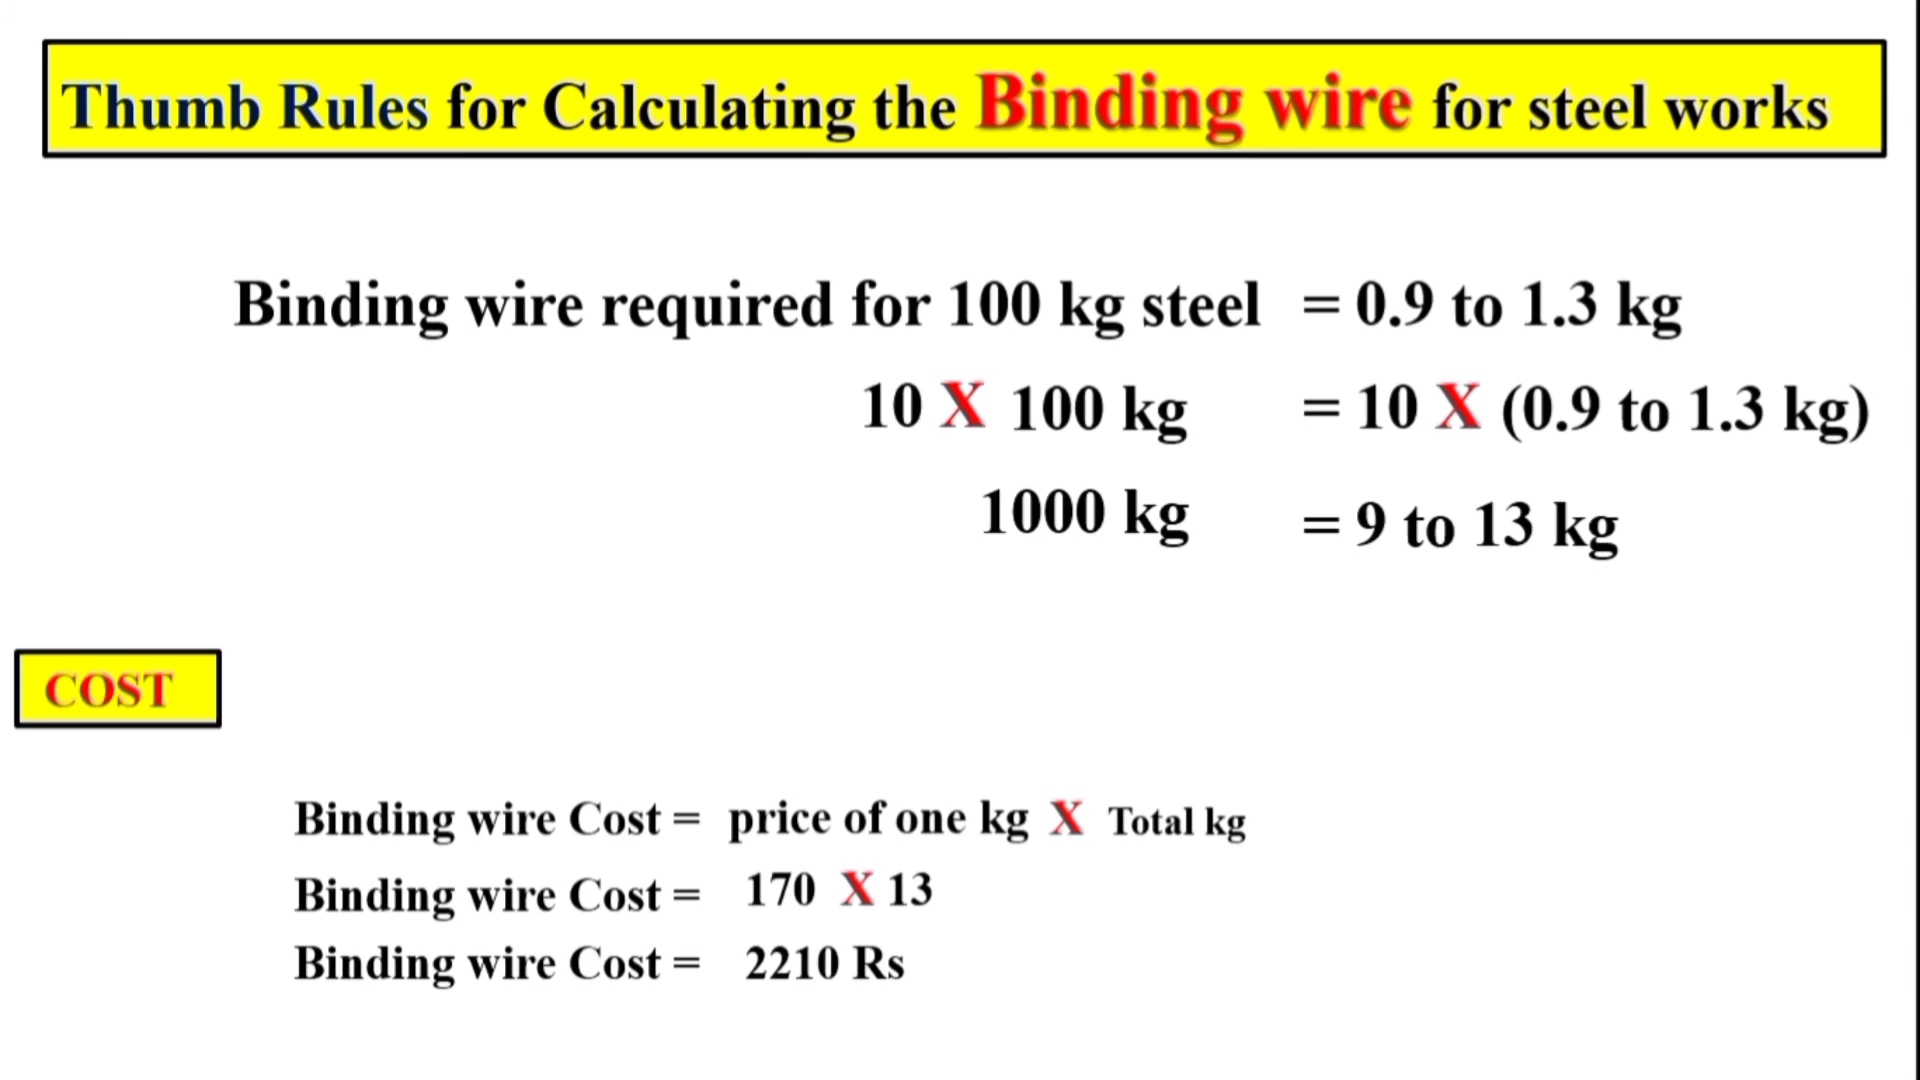 Thumb Rules for Calculating the Binding wire for steel works
Binding wire required for 100 kg steel = 0.9 to 1.3 kg
10 X 100 kg = 10 X (0.9 to 1.3 kg)
1000 kg = 9 to 13 kg
COST
Binding wire Cost = price of one kg X Total kg
Binding wire Cost = 170 X 13
Binding wire Cost = 2210 Rs